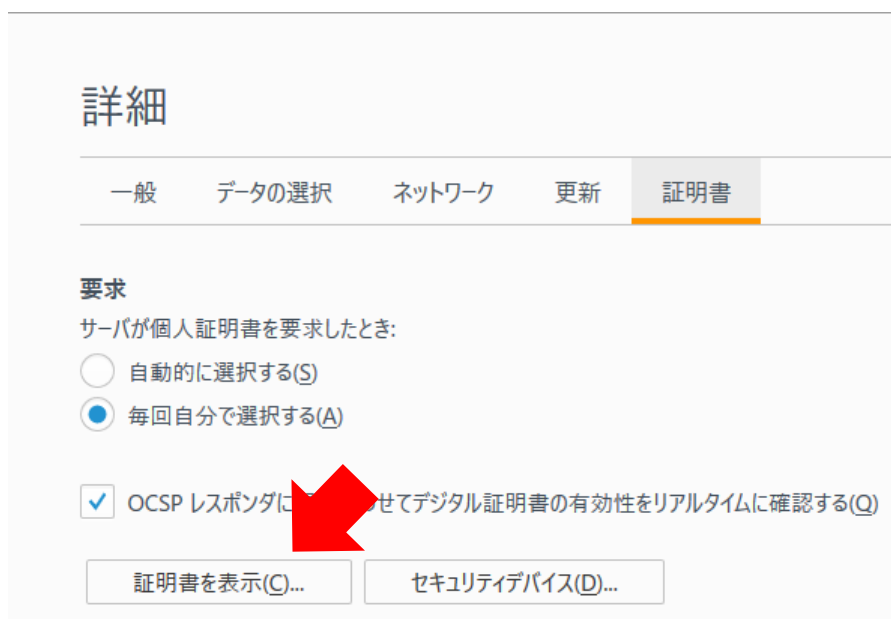 詳細
一般 データの選択 ネットワーク 更新 証明書
要求
サーバが個人証明書を要求したとき:
自動的に選択する(S)
毎回自分で選択する(A)
OCSP レスポンダに せてデジタル証明書の有効性をリアルタイムに確認する(Q)
証明書を表示(C)... セキュリティデバイス(D)...